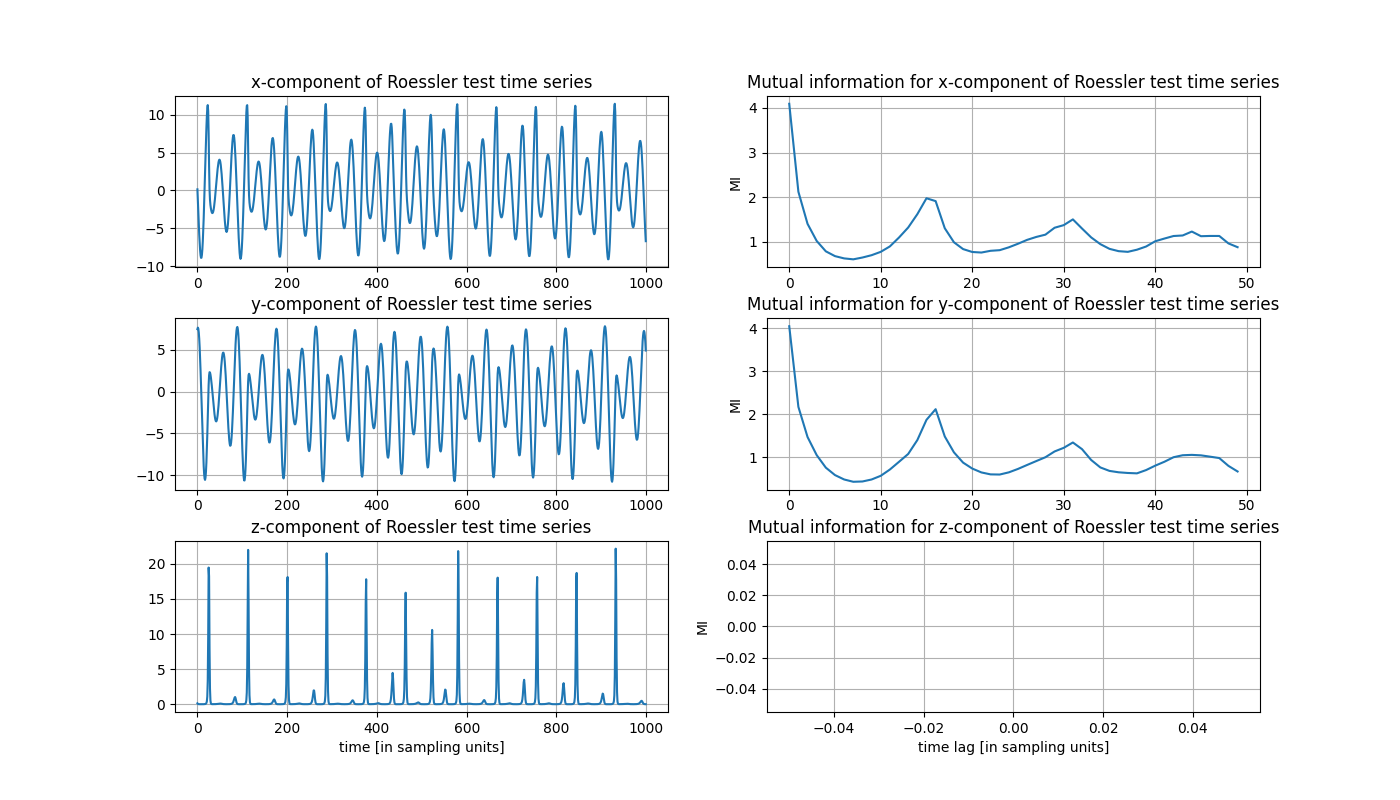 x-component of Roessler test time series
10
5
0
−5
−10
0 200 400 600 800 1000
Mutual information for x-component of Roessler test time series
MI
4
3
2
1
0 10 20 30 40 50
y-component of Roessler test time series
5
0
−5
−10
0 200 400 600 800 1000
Mutual information for y-component of Roessler test time series
MI
4
3
2
1
0 10 20 30 40 50
z-component of Roessler test time series
20
15
10
5
0
0 200 400 600 800 1000
time [in sampling units]
Mutual information for z-component of Roessler test time series
MI
0.04
0.02
0.00
−0.02
−0.04
−0.04 −0.02 0.00 0.02 0.04
time lag [in sampling units]